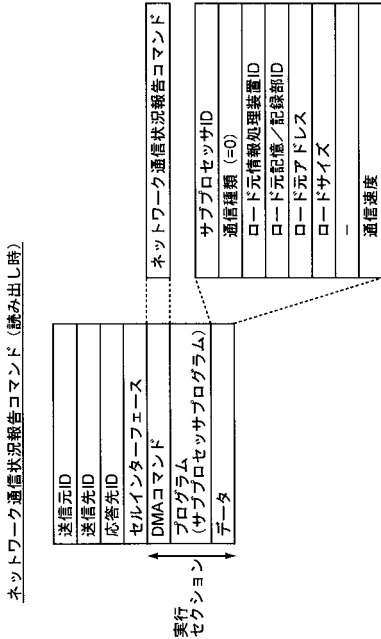 ネットワーク通信状況報告コマンド（読み出し時）
送信元ID
送信先ID
応答先ID
セルインターフェース
DMAコマンド
プログラム
(サブプロセッサプログラム)
データ
実行
セクション
ネットワーク通信状況報告コマンド
サブプロセッサID
通信種類 (=0)
ロード元情報処理装置ID
ロード元記憶／記録部ID
ロード元アドレス
ロードサイズ
－
通信速度